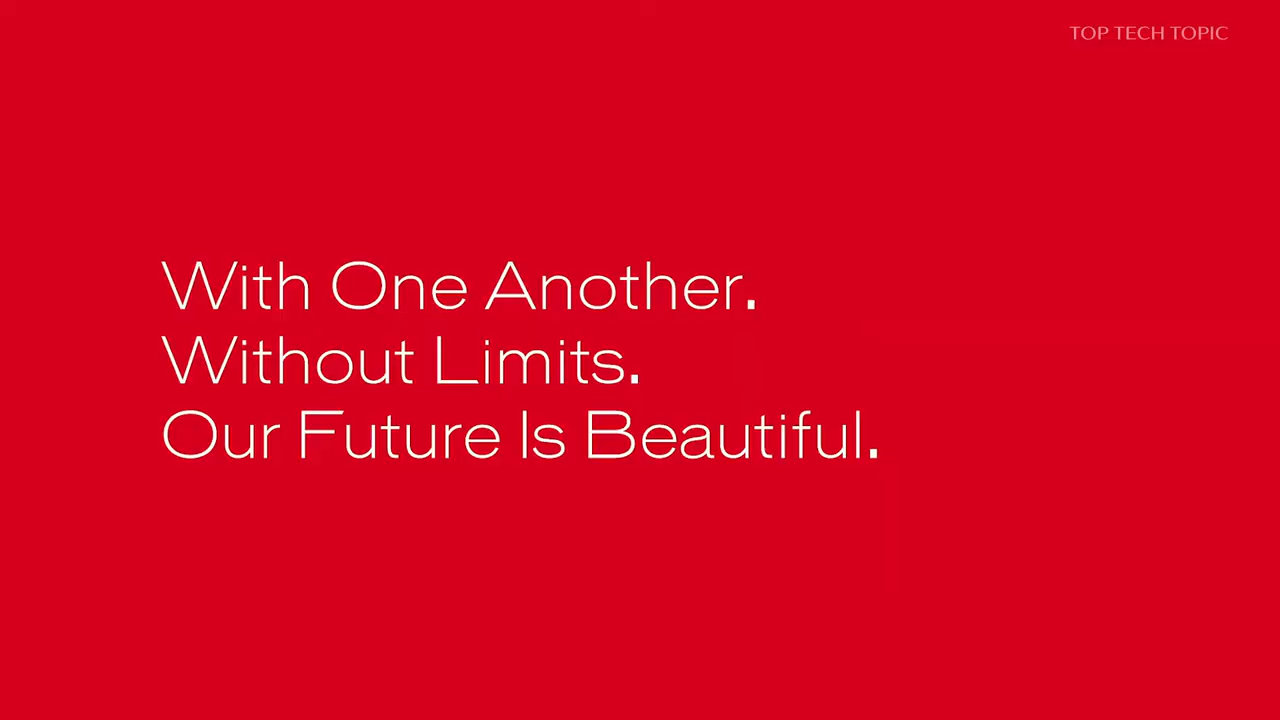 TOP TECH TOPIC
With One Another.
Without Limits.
Our Future Is Beautiful.